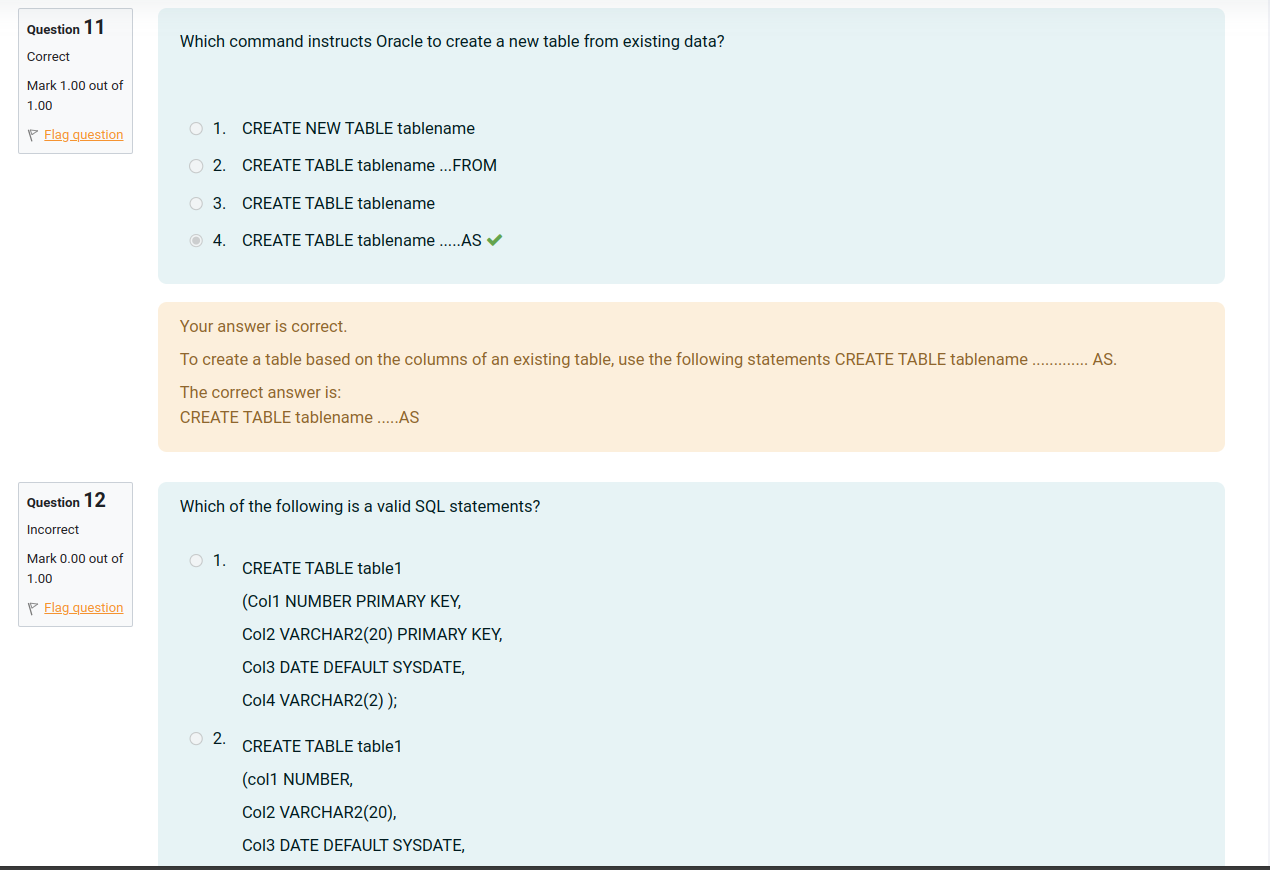 Question 11
Correct
Mark 1.00 out of
1.00
Flag question
Which command instructs Oracle to create a new table from existing data?
1. CREATE NEW TABLE tablename
2. CREATE TABLE tablename ...FROM
3. CREATE TABLE tablename
4. CREATE TABLE tablename .....AS
Your answer is correct.
To create a table based on the columns of an existing table, use the following statements CREATE TABLE tablename ............. AS.
The correct answer is:
CREATE TABLE tablename .....AS
Question 12
Incorrect
Mark 0.00 out of
1.00
Flag question
Which of the following is a valid SQL statements?
1. CREATE TABLE table1
(Col1 NUMBER PRIMARY KEY,
Col2 VARCHAR2(20) PRIMARY KEY,
Col3 DATE DEFAULT SYSDATE,
Col4 VARCHAR2(2) );
2. CREATE TABLE table1
(col1 NUMBER,
Col2 VARCHAR2(20),
Col3 DATE DEFAULT SYSDATE,